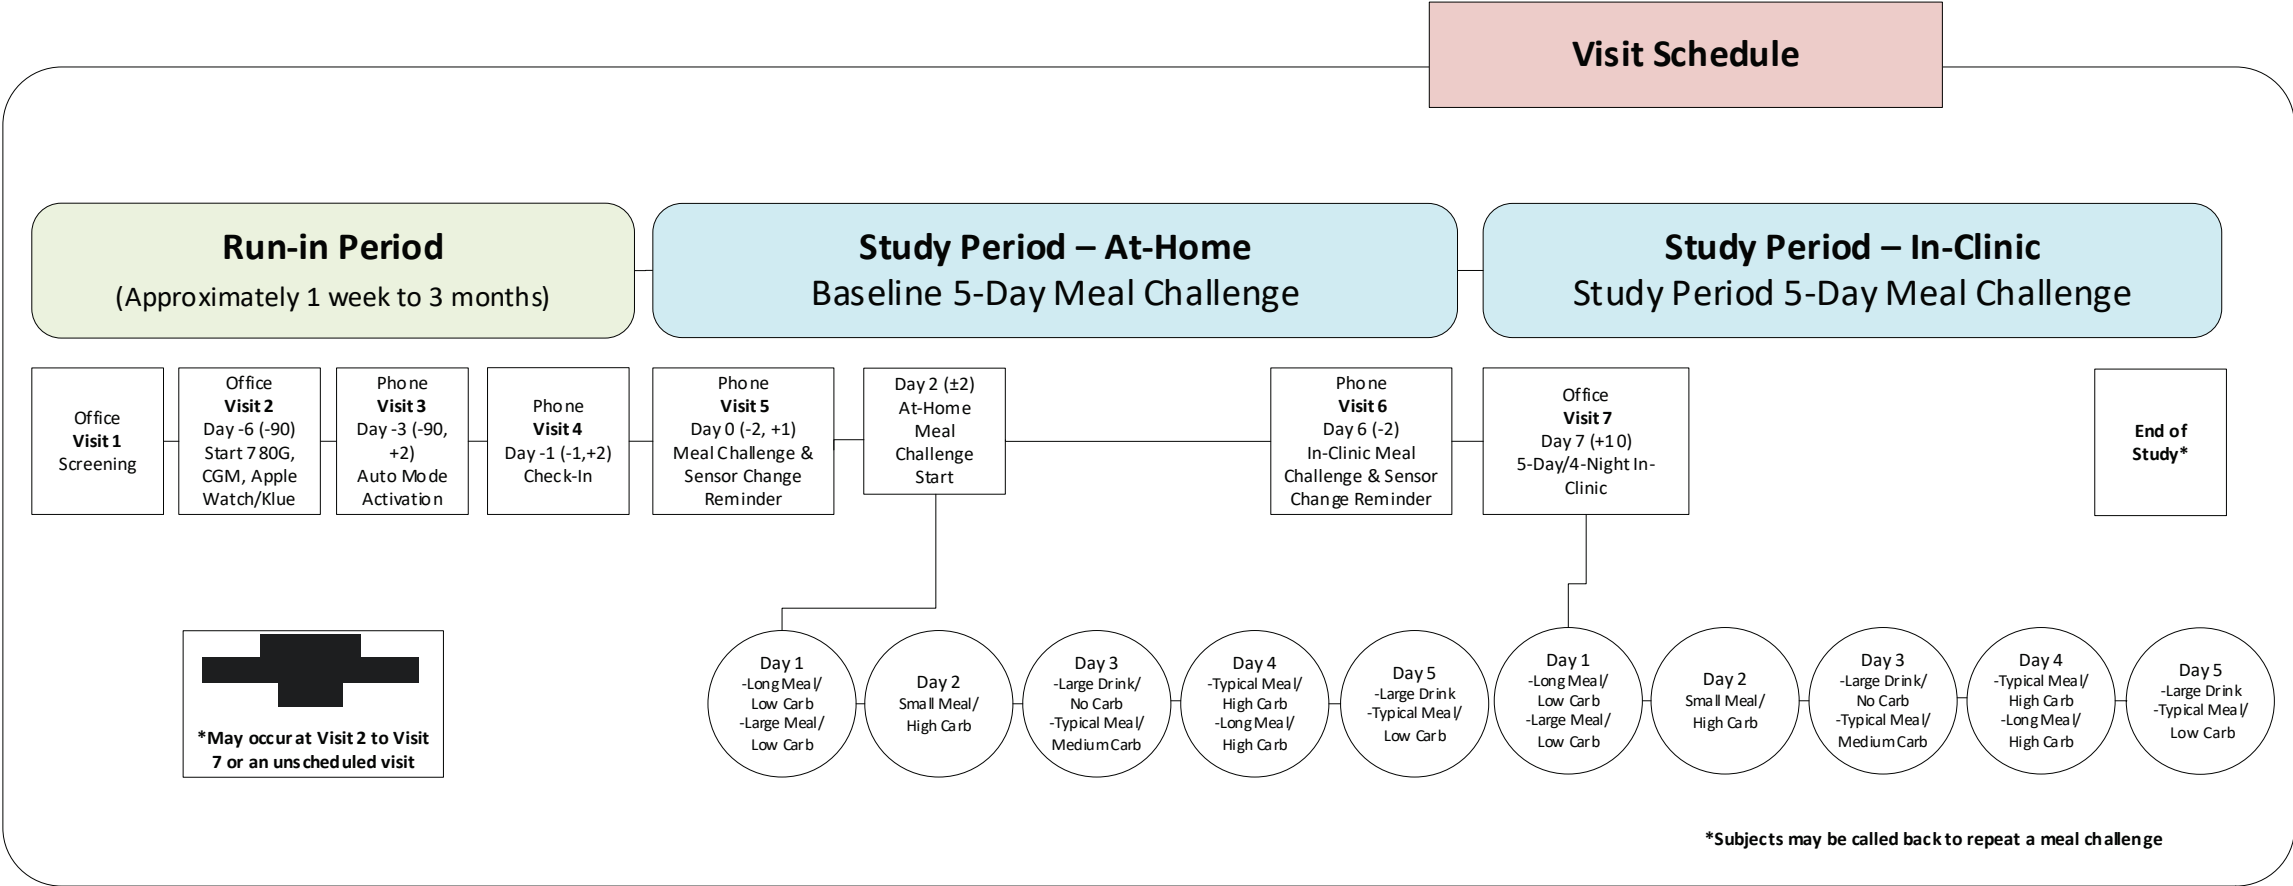 Visit Schedule
Run-in Period
(Approximately 1 week to 3 months)
Study Period – At-Home
Baseline 5-Day Meal Challenge
Study Period – In-Clinic
Study Period 5-Day Meal Challenge
Office
Visit 1
Screening
Office
Visit 2
Day -6 (-90)
Start 780G,
CGM, Apple
Watch/Klue
Phone
Visit 3
Day -3 (-90,
+2)
Auto Mode
Activation
Phone
Visit 4
Day -1 (-1,+2)
Check-In
Phone
Visit 5
Day 0 (-2, +1)
Meal Challenge &
Sensor Change
Reminder
Day 2 (±2)
At-Home
Meal
Challenge
Start
Phone
Visit 6
Day 6 (-2)
In-Clinic Meal
Challenge & Sensor
Change Reminder
Office
Visit 7
Day 7 (+10)
5-Day/4-Night In-
Clinic
End of
Study*
*May occur at Visit 2 to Visit
7 or an unscheduled visit
Day 1
-Long Meal/
Low Carb
-Large Meal/
Low Carb
Day 2
Small Meal/
High Carb
Day 3
-Large Drink/
No Carb
-Typical Meal/
Medium Carb
Day 4
-Typical Meal/
High Carb
-Long Meal/
High Carb
Day 5
-Large Drink
-Typical Meal/
Low Carb
Day 1
-Long Meal/
Low Carb
-Large Meal/
Low Carb
Day 2
Small Meal/
High Carb
Day 3
-Large Drink/
No Carb
-Typical Meal/
Medium Carb
Day 4
-Typical Meal/
High Carb
-Long Meal/
High Carb
Day 5
-Large Drink
-Typical Meal/
Low Carb
*Subjects may be called back to repeat a meal challenge